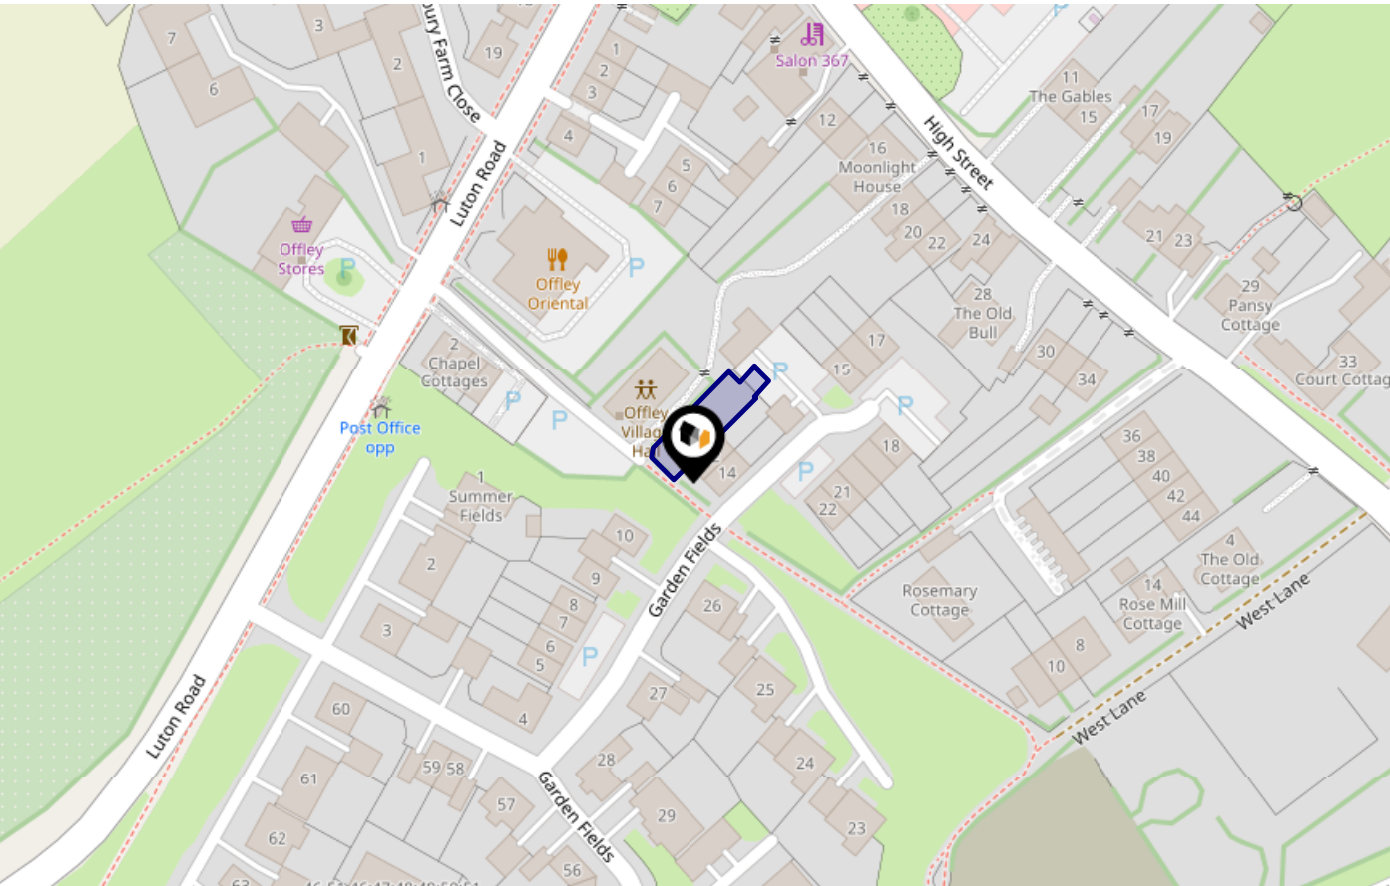 7
6
3
2
1
bury Farm Close
19
Luton Road
1
2
3
4
5
6
7
Salon 367
P
12
16
Moonlight
House
18
20
22
24
High Street
11
The Gables
15
17
19
21
23
29
Pansy
Cottage
33
Court Cottag
28
The Old
Bull
30
34
Offley
Stores
P
Offley
Oriental
P
2
Chapel
Cottages
P
P
Offley
Villag
Ha
P
17
15
P
14
P
18
21
22
36
38
40
42
44
Post Office
opp
1
Summer
Fields
2
3
10
9
8
7
6
5
P
4
Garden Fields
26
25
27
24
23
28
29
Rosemary
Cottage
4
The Old
Cottage
14
Rose Mill
Cottage
8
10
West Lane
West Lane
Luton Road
60
61
62
63
59 58
57
56
Garden Fields